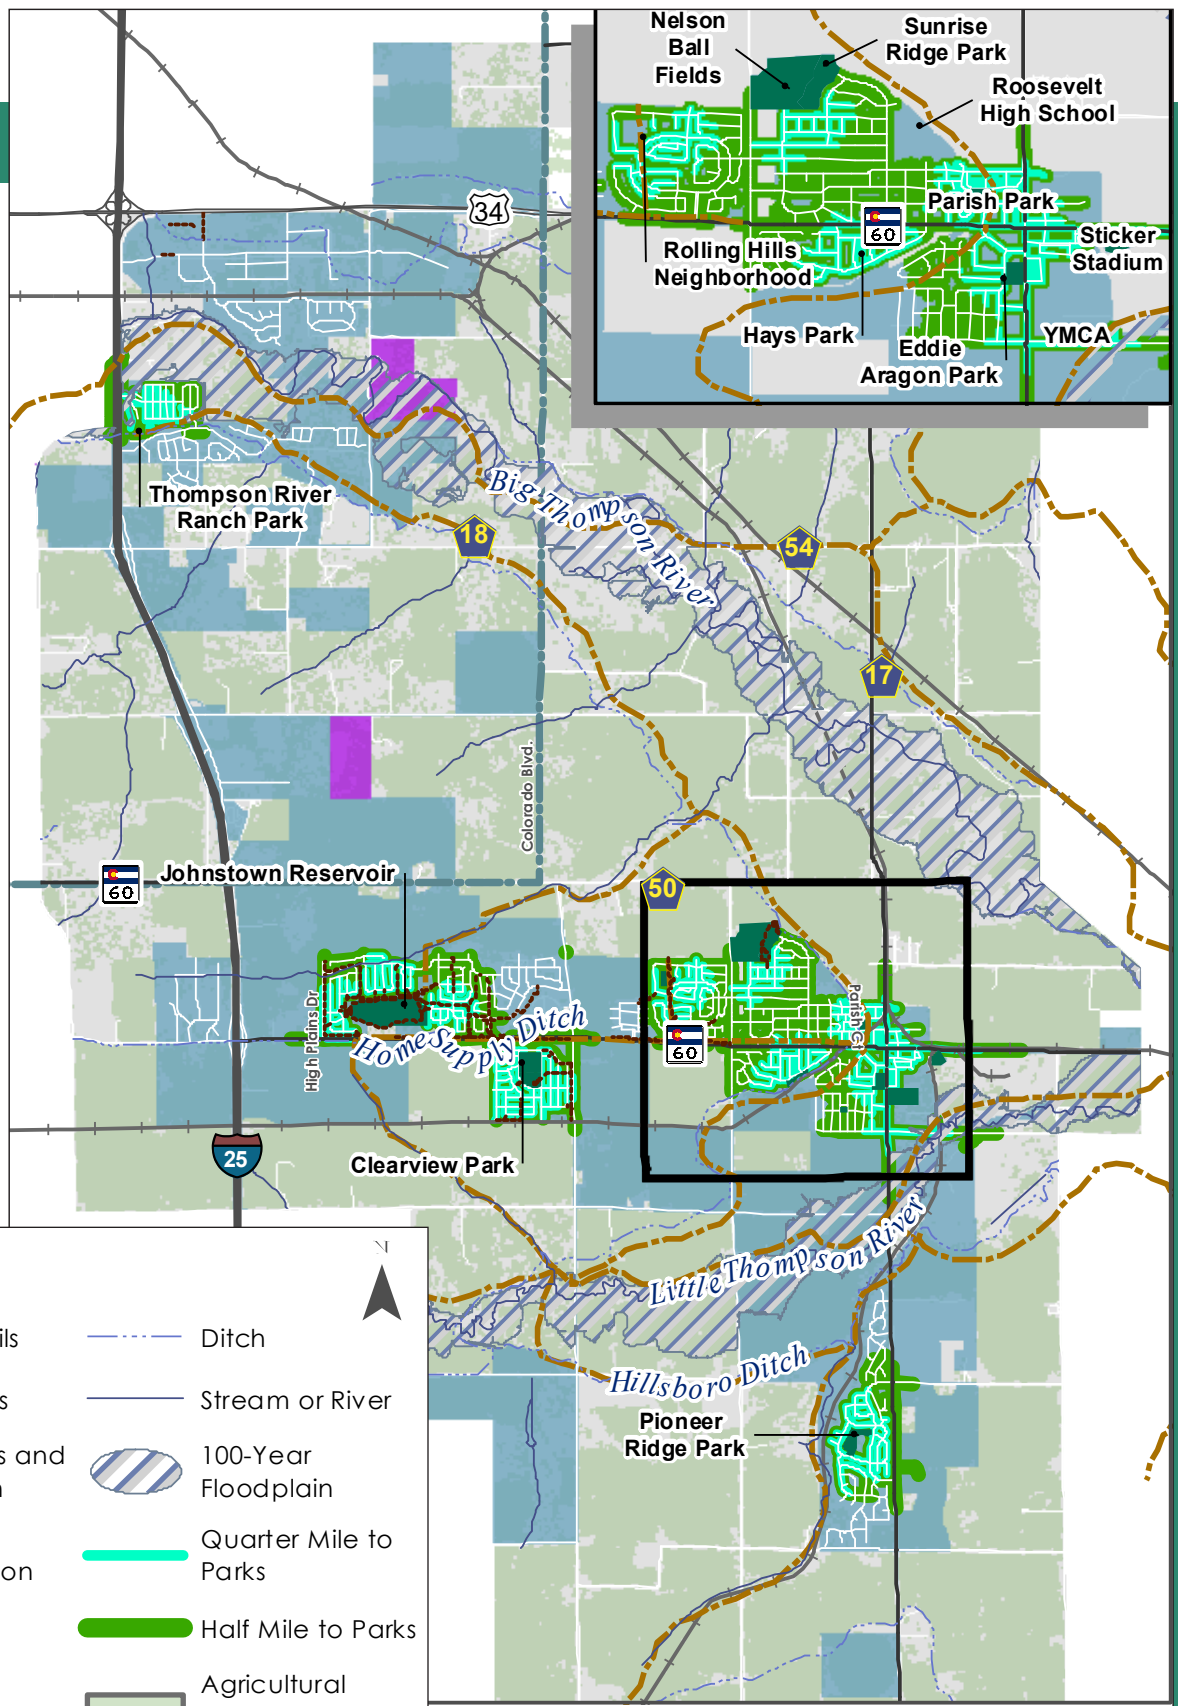 Nelson
Ball
Fields
Sunrise
Ridge Park
Roosevelt
High School
Parish Park
60
Sticker
Stadium
Rolling Hills
Neighborhood
Hays Park
Eddie
Aragon Park
YMCA
34
Thompson River
Ranch Park
18
Big Thompson River
54
17
Colorado Blvd.
60
Johnstown Reservoir
50
High Plains Dr
Home Supply Ditch
60
Parish Ct
25
Clearview Park
Little Thompson River
Hillsboro Ditch
Pioneer
Ridge Park
N
ils
Ditch
s
Stream or River
s and
100-Year
Floodplain
Quarter Mile to
Parks
on
Half Mile to Parks
Agricultural